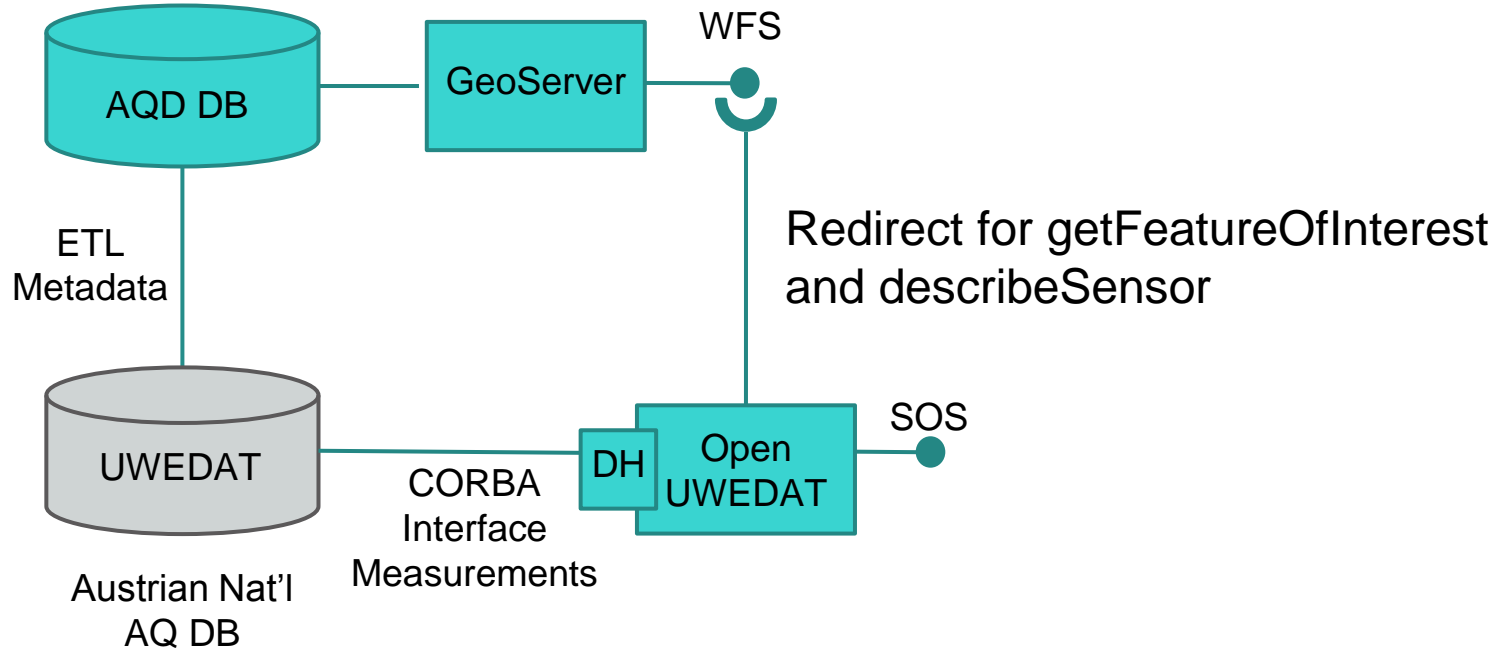 WFS
GeoServer
AQD DB
Redirect for getFeatureOfInterest
and describeSensor
ETL
Metadata
SOS
Open
UWEDAT
DH
UWEDAT
CORBA
Interface
Measurements
Austrian Nat’l
AQ DB